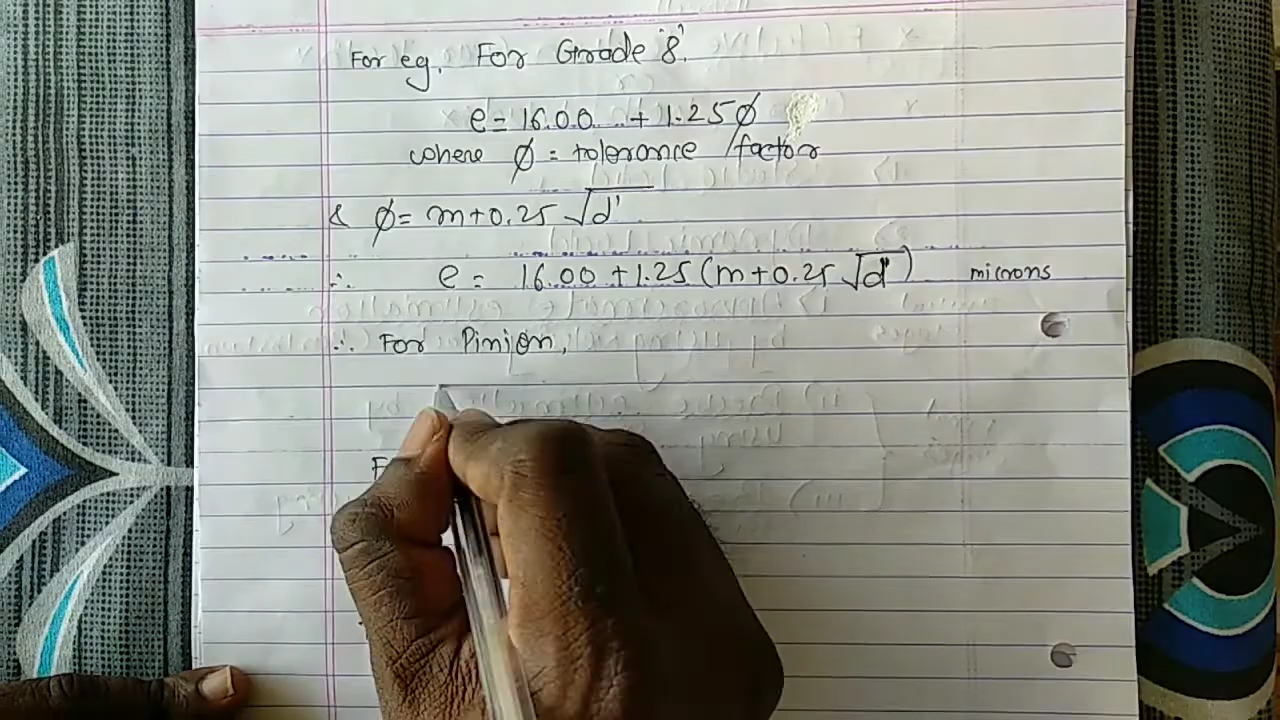 For eg. For Grade '8'.
e = 16.00 + 1.25 ϕ
where ϕ = tolerance factor
& ϕ = m + 0.25 √d'
∴ e = 16.00 + 1.25 (m + 0.25 √d') microns
∴ For Pinion,
F